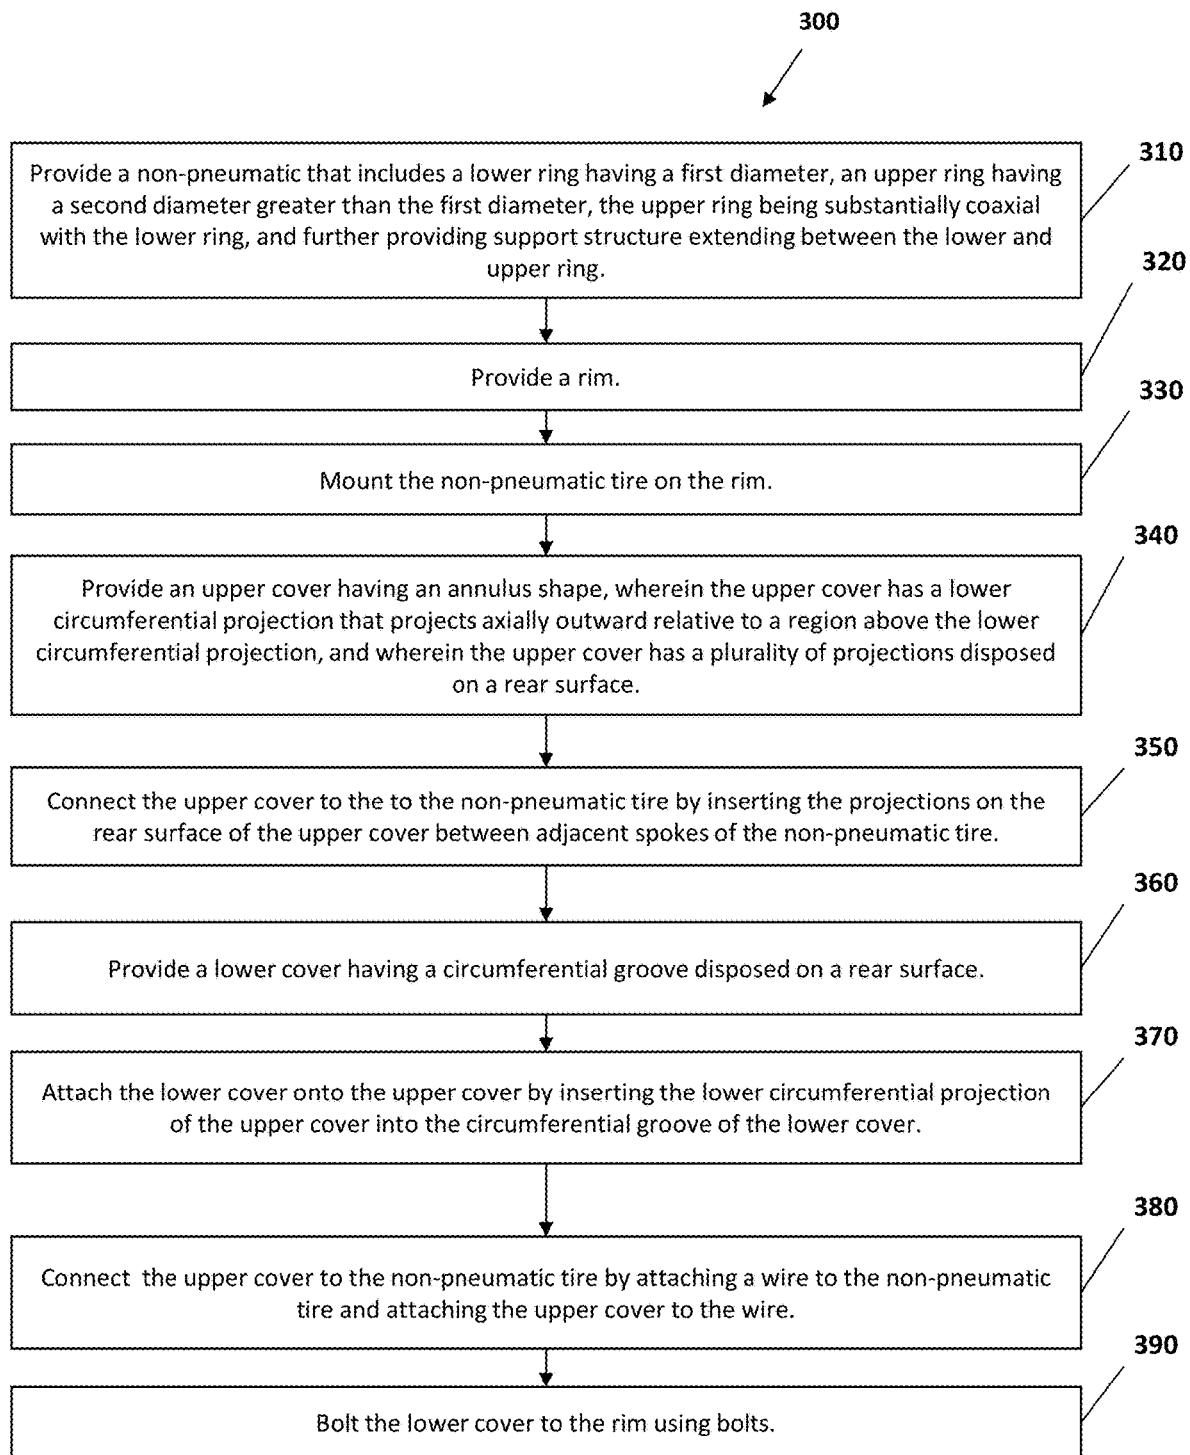 300
310
Provide a non-pneumatic that includes a lower ring having a first diameter, an upper ring having
a second diameter greater than the first diameter, the upper ring being substantially coaxial
with the lower ring, and further providing support structure extending between the lower and
upper ring.
320
Provide a rim.
330
Mount the non-pneumatic tire on the rim.
340
Provide an upper cover having an annulus shape, wherein the upper cover has a lower
circumferential projection that projects axially outward relative to a region above the lower
circumferential projection, and wherein the upper cover has a plurality of projections disposed
on a rear surface.
350
Connect the upper cover to the to the non-pneumatic tire by inserting the projections on the
rear surface of the upper cover between adjacent spokes of the non-pneumatic tire.
360
Provide a lower cover having a circumferential groove disposed on a rear surface.
370
Attach the lower cover onto the upper cover by inserting the lower circumferential projection
of the upper cover into the circumferential groove of the lower cover.
380
Connect the upper cover to the non-pneumatic tire by attaching a wire to the non-pneumatic
tire and attaching the upper cover to the wire.
390
Bolt the lower cover to the rim using bolts.